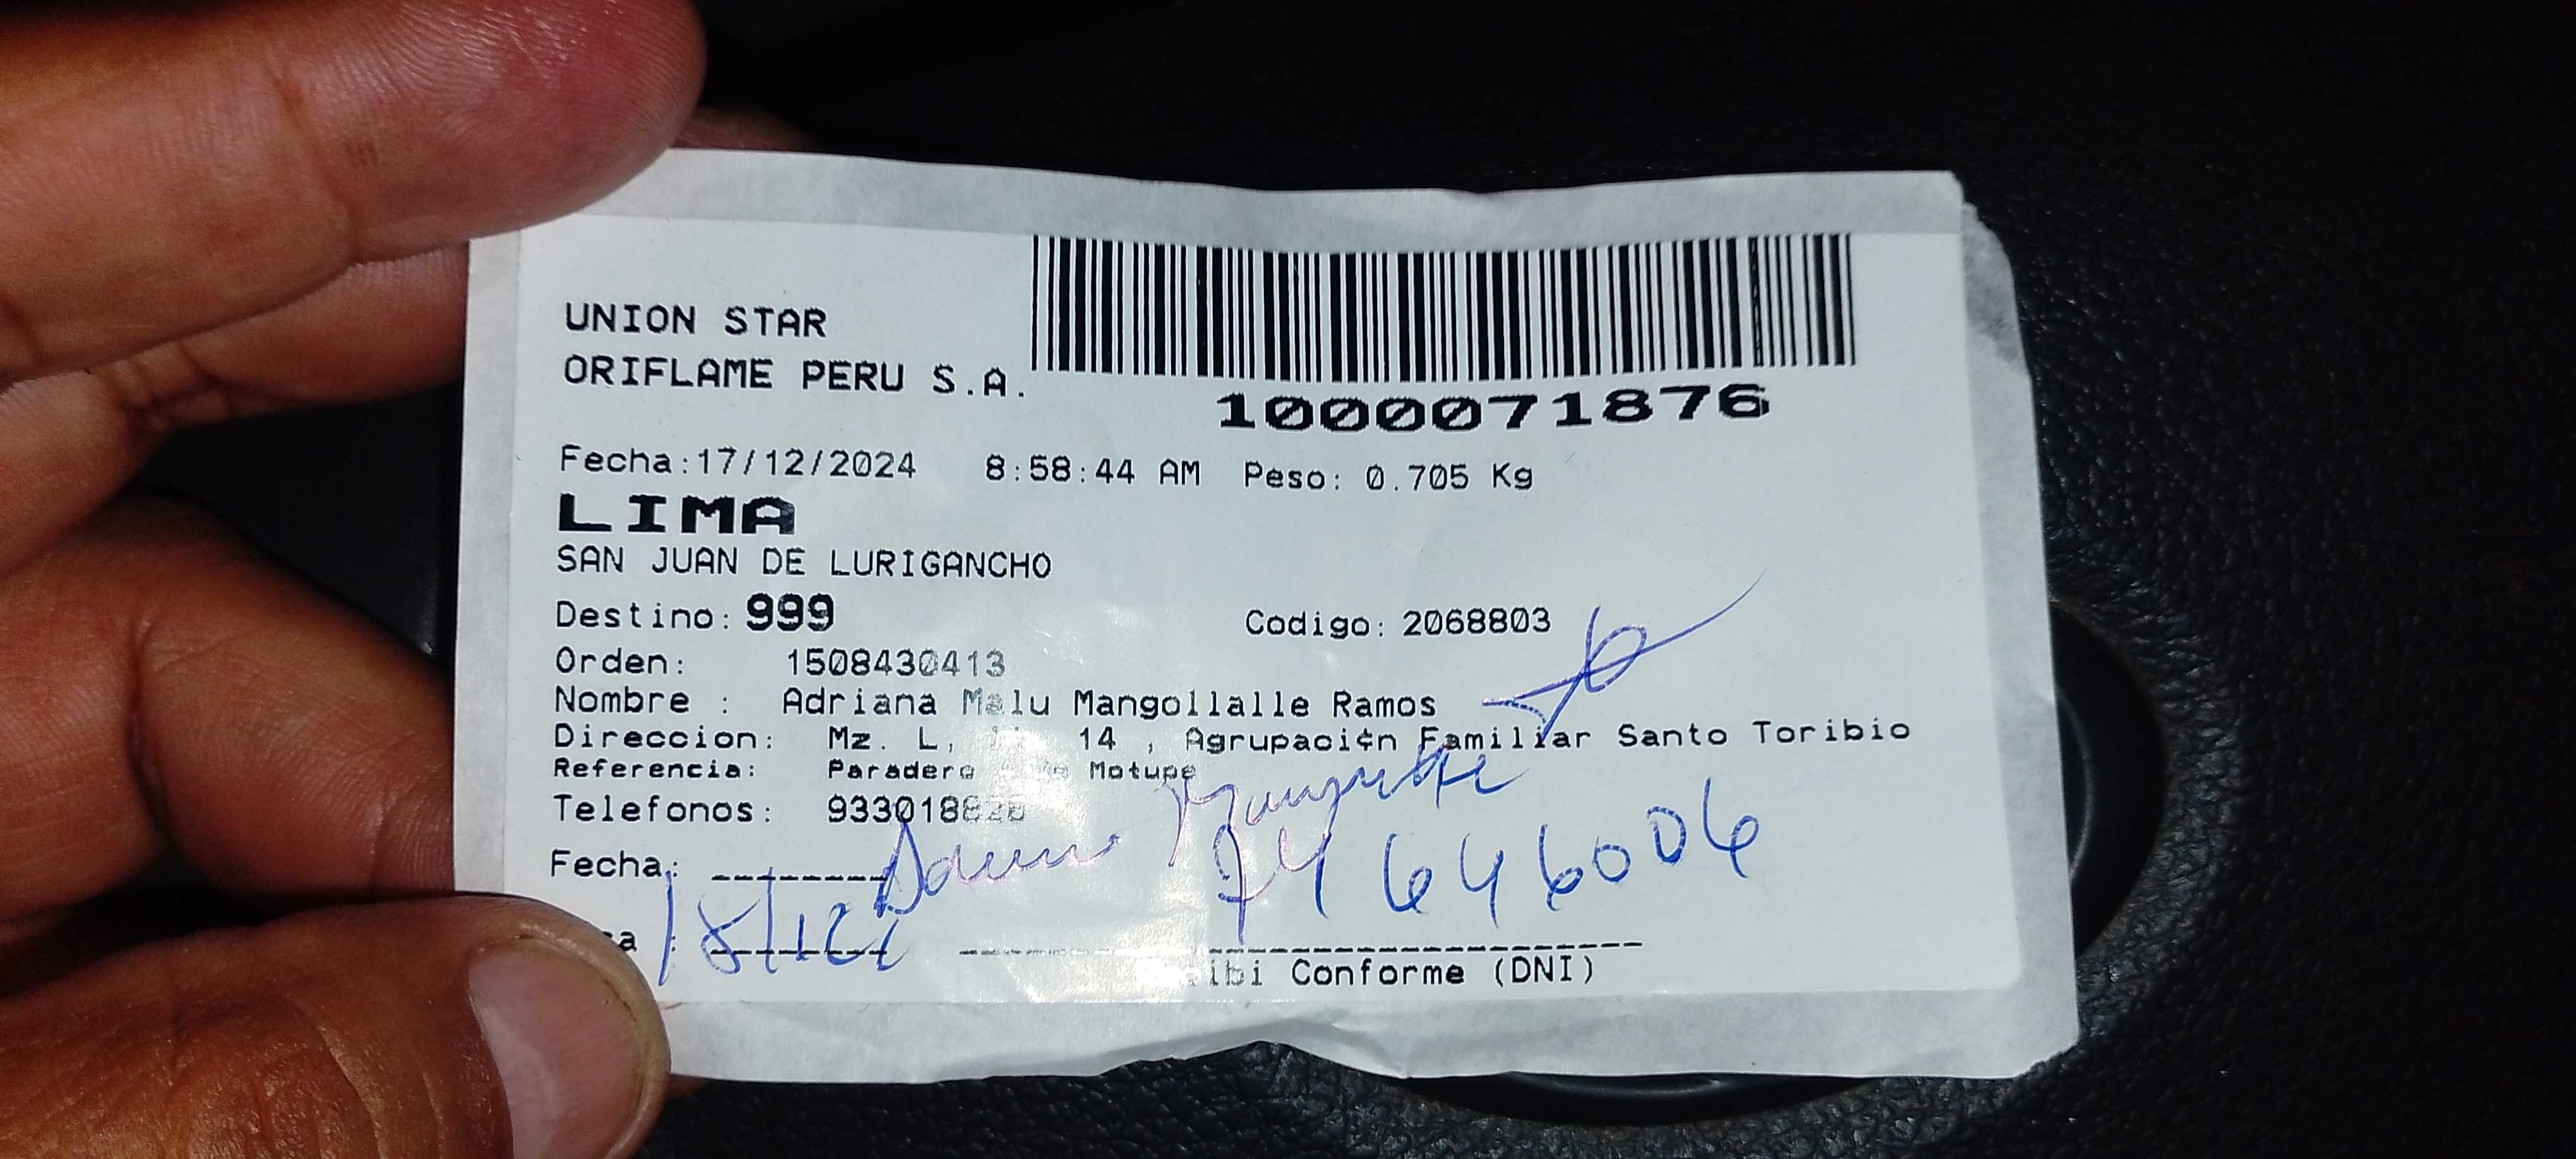 UNION STAR
ORIFLAME PERU S.A.
1000071876
Fecha:17/12/2024 8:58:44 AM Peso: 0.705 Kg
LIMA
SAN JUAN DE LURIGANCHO
Destino: 999 Codigo: 2068803
Orden: 1508430413
Nombre : Adriana Malu Mangollalle Ramos
Direccion: Mz. L, 14 , Agrupaci¢n Familiar Santo Toribio
Referencia: Paradero Motupe
Telefonos:
74646006
Fecha:
18/12
Conforme (DNI)